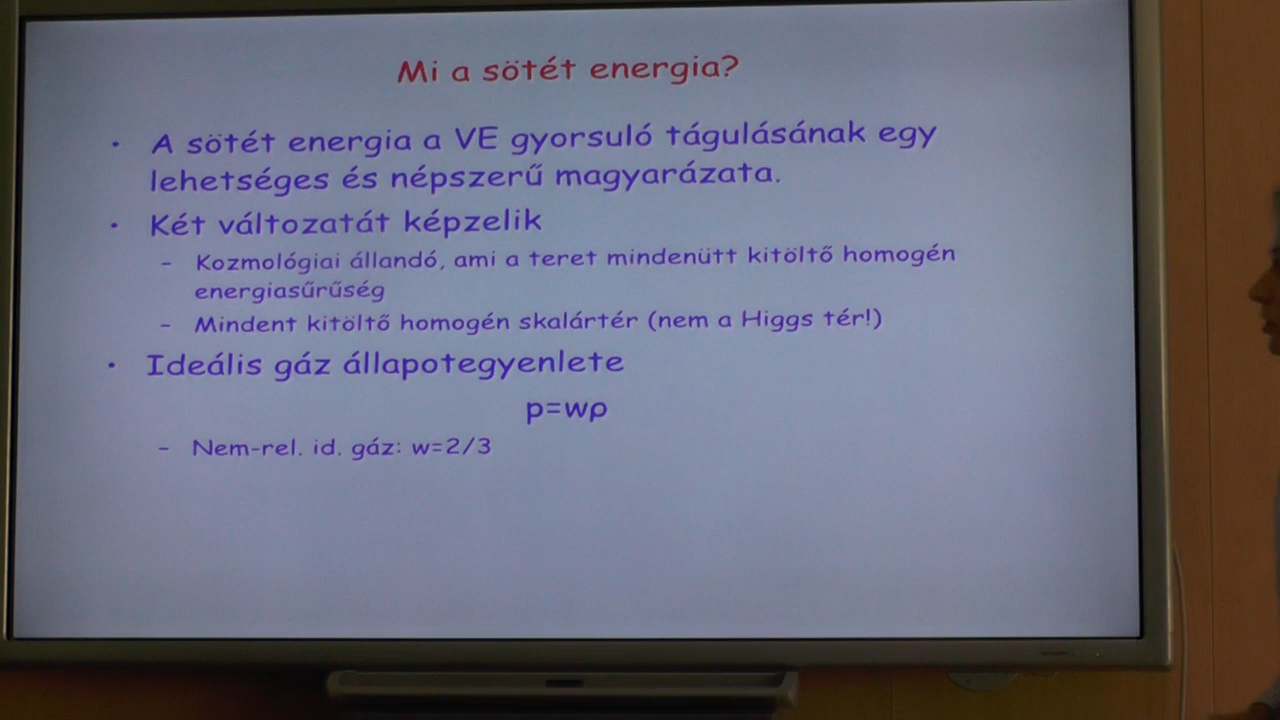 Mi a sötét energia?
• A sötét energia a VE gyorsuló tágulásának egy
lehetséges és népszerű magyarázata.
• Két változatát képzelik
– Kozmológiai állandó, ami a teret mindenütt kitöltő homogén
energiasűrűség
– Mindent kitöltő homogén skalártér (nem a Higgs tér!)
• Ideális gáz állapotegyenlete
p=wρ
– Nem-rel. id. gáz: w=2/3